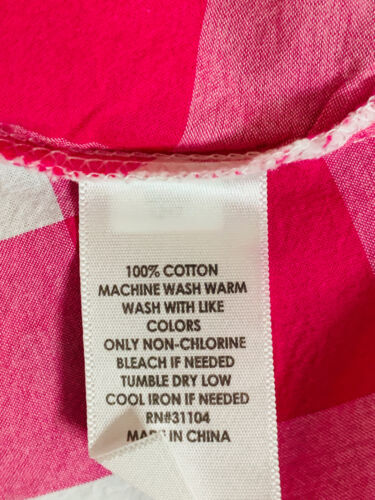 100% COTTON
MACHINE WASH WARM
WASH WITH LIKE
COLORS
ONLY NON-CHLORINE
BLEACH IF NEEDED
TUMBLE DRY LOW
COOL IRON IF NEEDED
RN#31104
MADE IN CHINA